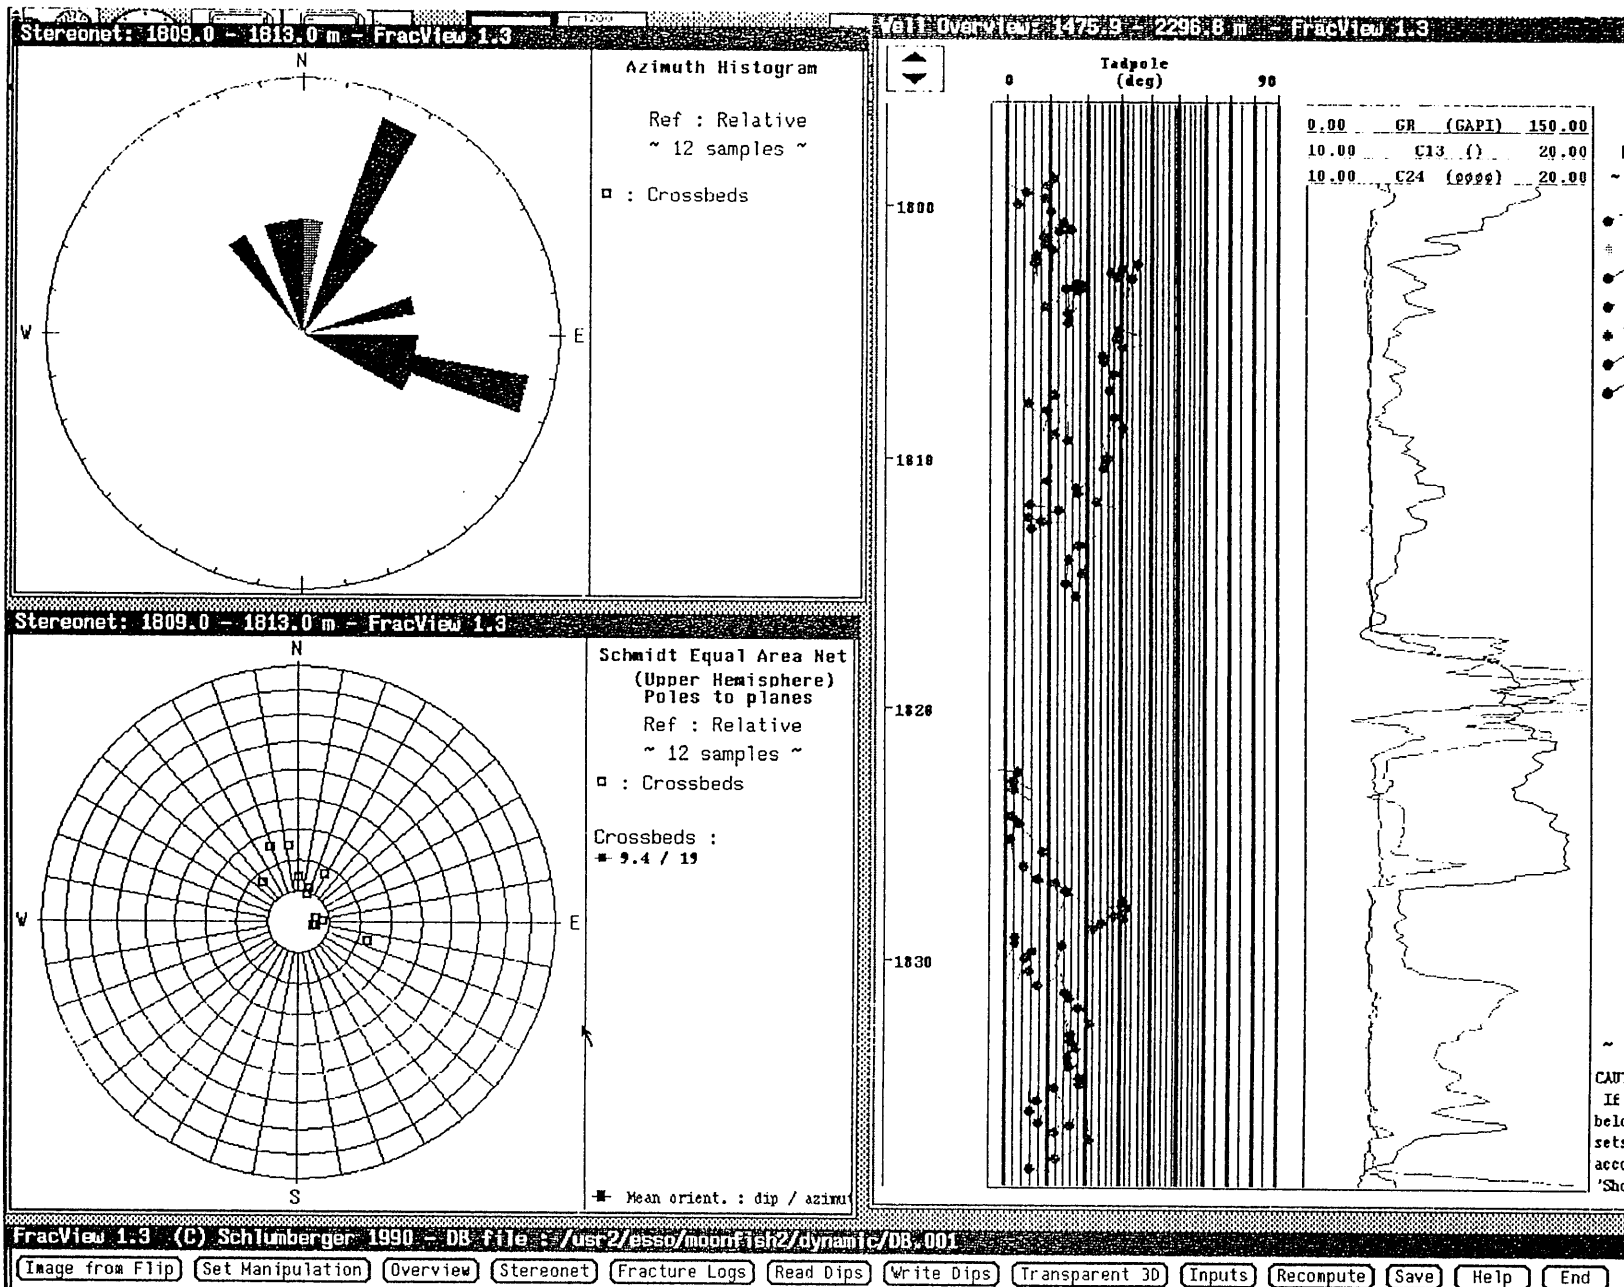 Stereonet: 1809.0 - 1813.0 m - FracView 1.3
N
W
E
Azimuth Histogram
Ref : Relative
~ 12 samples ~
: Crossbeds
Stereonet: 1809.0 - 1813.0 m - FracView 1.3
N
W
E
S
Schmidt Equal Area Net
(Upper Hemisphere)
Poles to planes
Ref : Relative
~ 12 samples ~
: Crossbeds
Crossbeds :
9.4 / 19
Mean orient. : dip / azimut
Well Overview: 1475.9 - 2296.8 m - FracView 1.3
Tadpole
0 (deg) 90
0.00 GR (GAPI) 150.00
10.00 C13 () 20.00
10.00 C24 (øøøø) 20.00
~
1800
1810
1820
1830
~
CAUT
If
belo
sets
acco
'Sho
FracView 1.3 (C) Schlumberger 1990 - DB file : /usr2/esso/moonfish2/dynamic/DB.001
Image from Flip Set Manipulation Overview Stereonet Fracture Logs Read Dips Write Dips Transparent 3D Inputs Recompute Save Help End